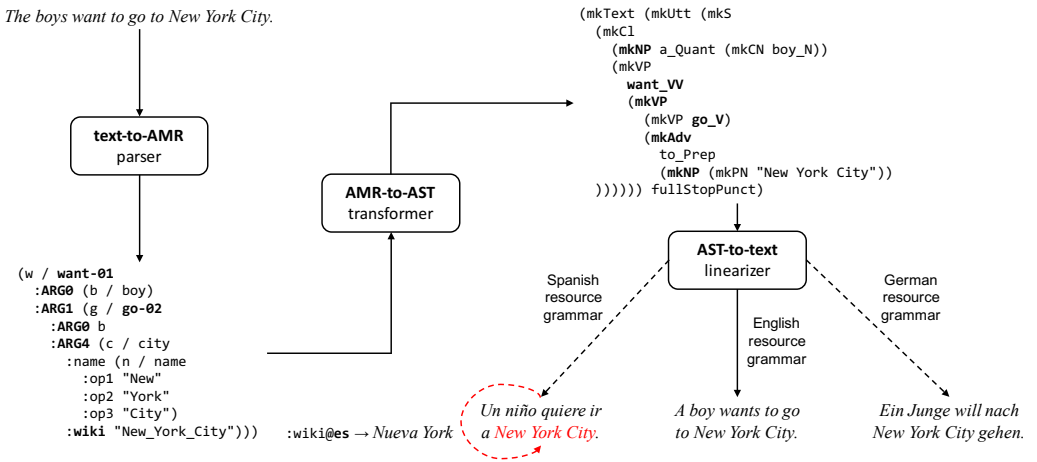 The boys want to go to New York City.
text-to-AMR
parser
(w / want-01
:ARG0 (b / boy)
:ARG1 (g / go-02
:ARG0 b
:ARG4 (c / city
:name (n / name
:op1 "New"
:op2 "York"
:op3 "City")
:wiki "New_York_City")))
AMR-to-AST
transformer
(mkText (mkUtt (mkS
(mkCl
(mkNP a_Quant (mkCN boy_N))
(mkVP
want_VV
(mkVP
(mkVP go_V)
(mkAdv
to_Prep
(mkNP (mkPN "New York City"))
)))))) fullStopPunct)
AST-to-text
linearizer
Spanish
resource
grammar
English
resource
grammar
German
resource
grammar
:wiki@es → Nueva York
Un niño quiere ir
a New York City.
A boy wants to go
to New York City.
Ein Junge will nach
New York City gehen.